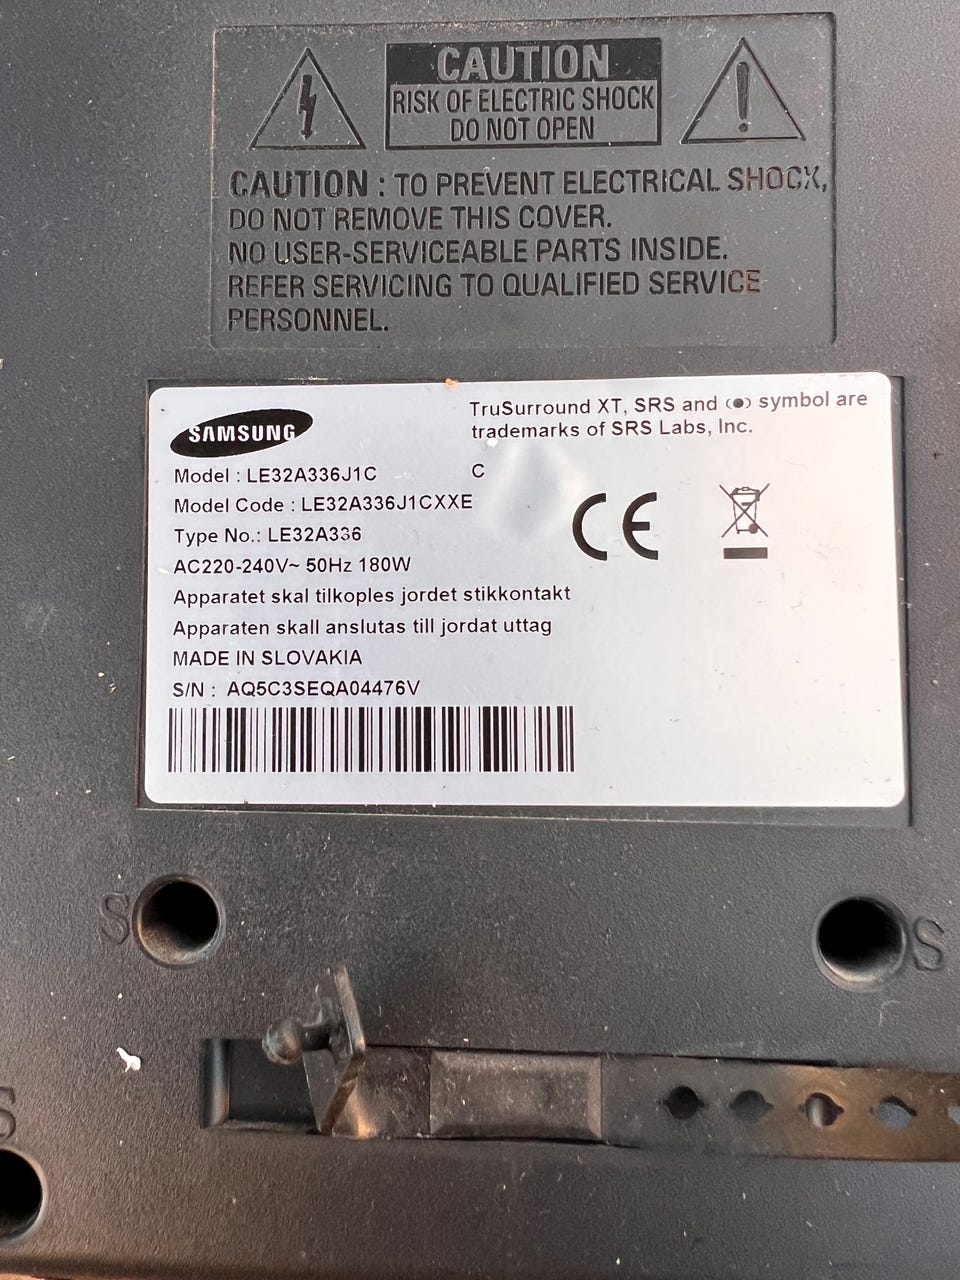 CAUTION
RISK OF ELECTRIC SHOCK
DO NOT OPEN
CAUTION : TO PREVENT ELECTRICAL SHOCK,
DO NOT REMOVE THIS COVER.
NO USER-SERVICEABLE PARTS INSIDE.
REFER SERVICING TO QUALIFIED SERVICE
PERSONNEL.
SAMSUNG
TruSurround XT, SRS and (●) symbol are
trademarks of SRS Labs, Inc.
Model : LE32A336J1C C
Model Code : LE32A336J1CXXE
Type No.: LE32A336
AC220-240V~ 50Hz 180W
Apparatet skal tilkoples jordet stikkontakt
Apparaten skall anslutas till jordat uttag
MADE IN SLOVAKIA
S/N : AQ5C3SEQA04476V
CE
S
S
S